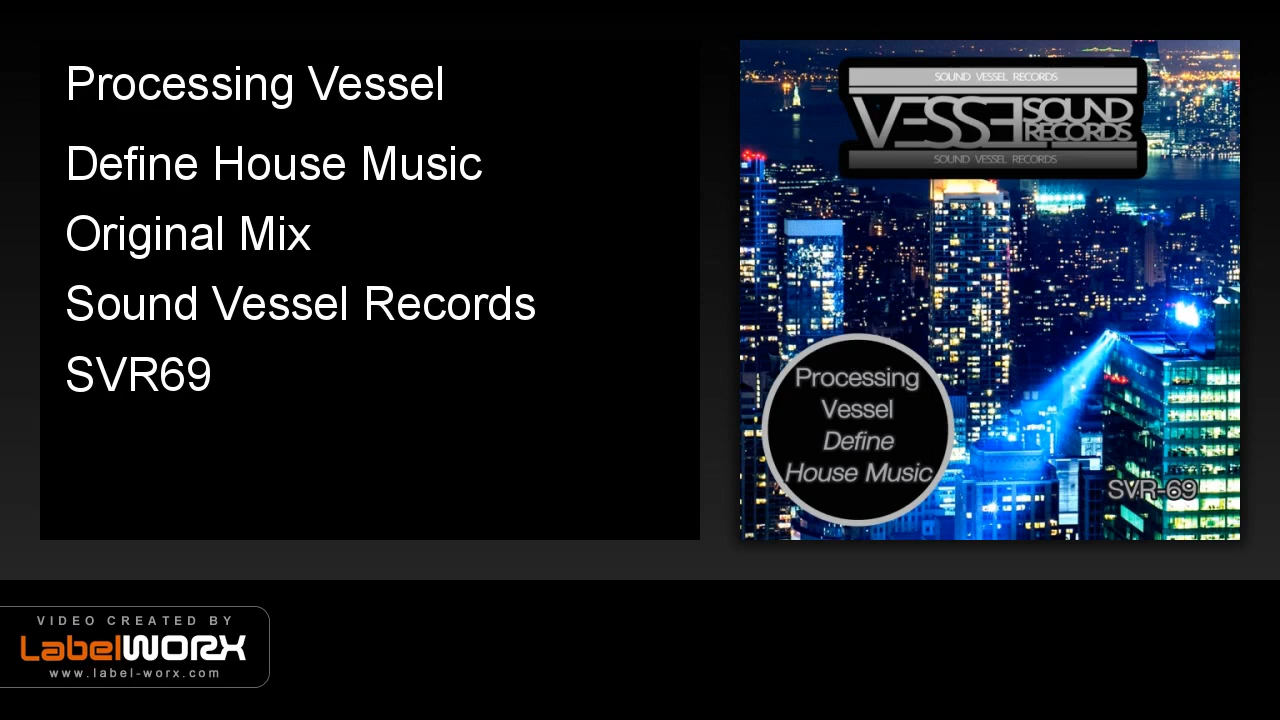 Processing Vessel
Define House Music
Original Mix
Sound Vessel Records
SVR69
SOUND VESSEL RECORDS
VESSEL SOUND
RECORDS
SOUND VESSEL RECORDS
Processing
Vessel
Define
House Music
SVR-69
VIDEO CREATED BY
LabelWORX
www.label-worx.com